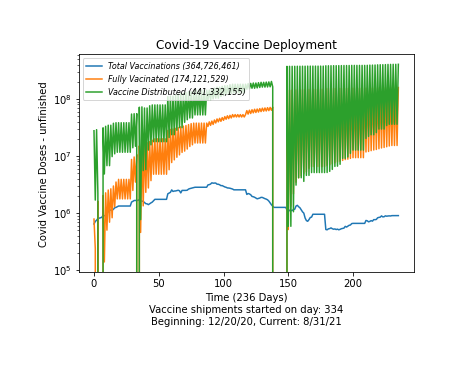 Covid-19 Vaccine Deployment
Total Vaccinations (364,726,461)
Fully Vacinated (174,121,529)
Vaccine Distributed (441,332,155)
Covid Vaccine Doses - unfinished
10⁸
10⁷
10⁶
10⁵
0 50 100 150 200
Time (236 Days)
Vaccine shipments started on day: 334
Beginning: 12/20/20, Current: 8/31/21